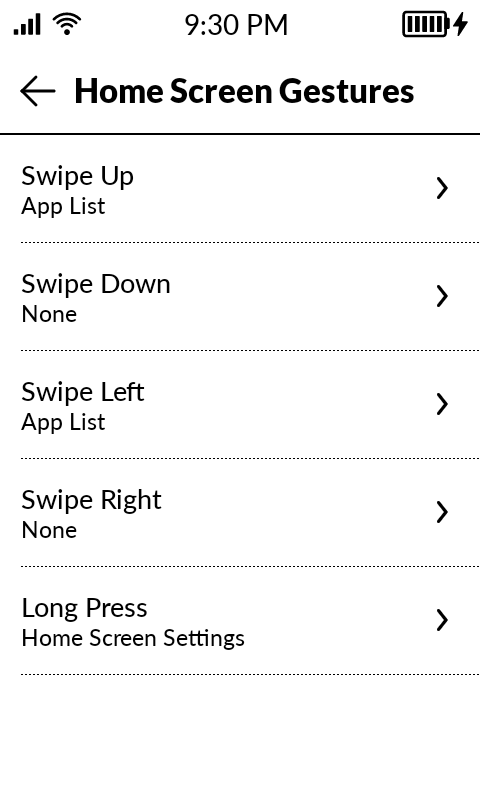 9:30 PM
Home Screen Gestures
Swipe Up
App List
Swipe Down
None
Swipe Left
App List
Swipe Right
None
Long Press
Home Screen Settings